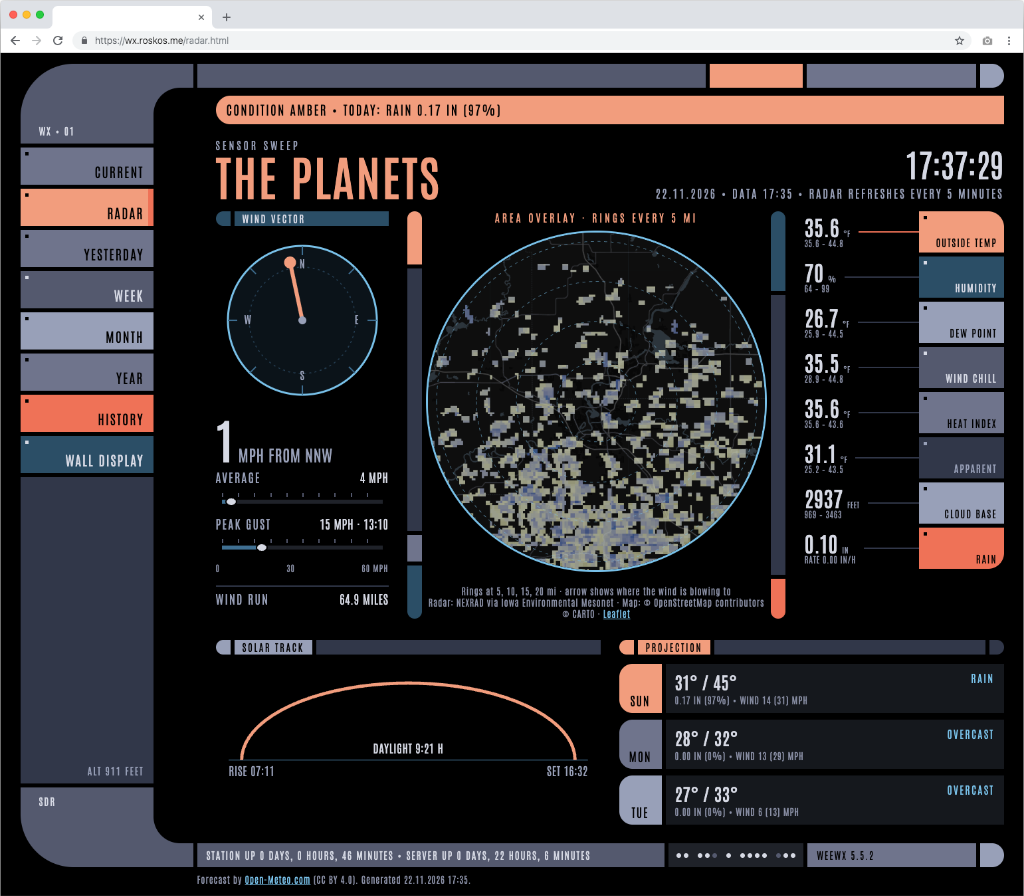 https://wx.roskos.me/radar.html
WX • 01
CONDITION AMBER • TODAY: RAIN 0.17 IN (97%)
SENSOR SWEEP
THE PLANETS
17:37:29
22.11.2026 • DATA 17:35 • RADAR REFRESHES EVERY 5 MINUTES
CURRENT
RADAR
YESTERDAY
WEEK
MONTH
YEAR
HISTORY
WALL DISPLAY
ALT 911 FEET
SDR
WIND VECTOR
N
W
E
S
1 MPH FROM NNW
AVERAGE 4 MPH
PEAK GUST 15 MPH · 13:10
0 30 60 MPH
WIND RUN 64.9 MILES
AREA OVERLAY · RINGS EVERY 5 MI
Rings at 5, 10, 15, 20 mi · arrow shows where the wind is blowing to
Radar: NEXRAD via Iowa Environmental Mesonet · Map: © OpenStreetMap contributors
© CARTO · Leaflet
35.6 °F
35.6 – 44.8
OUTSIDE TEMP
70 %
64 – 99
HUMIDITY
26.7 °F
25.9 – 44.5
DEW POINT
35.5 °F
28.9 – 44.8
WIND CHILL
35.6 °F
35.6 – 43.6
HEAT INDEX
31.1 °F
25.2 – 43.5
APPARENT
2937 FEET
969 – 3463
CLOUD BASE
0.10 IN
RATE 0.00 IN/H
RAIN
SOLAR TRACK
DAYLIGHT 9:21 H
RISE 07:11 SET 16:32
PROJECTION
SUN
31° / 45° RAIN
0.17 IN (97%) • WIND 14 (31) MPH
MON
28° / 32° OVERCAST
0.00 IN (0%) • WIND 13 (29) MPH
TUE
27° / 33° OVERCAST
0.00 IN (0%) • WIND 6 (13) MPH
STATION UP 0 DAYS, 0 HOURS, 46 MINUTES • SERVER UP 0 DAYS, 22 HOURS, 6 MINUTES
WEEWX 5.5.2
Forecast by Open-Meteo.com (CC BY 4.0). Generated 22.11.2026 17:35.